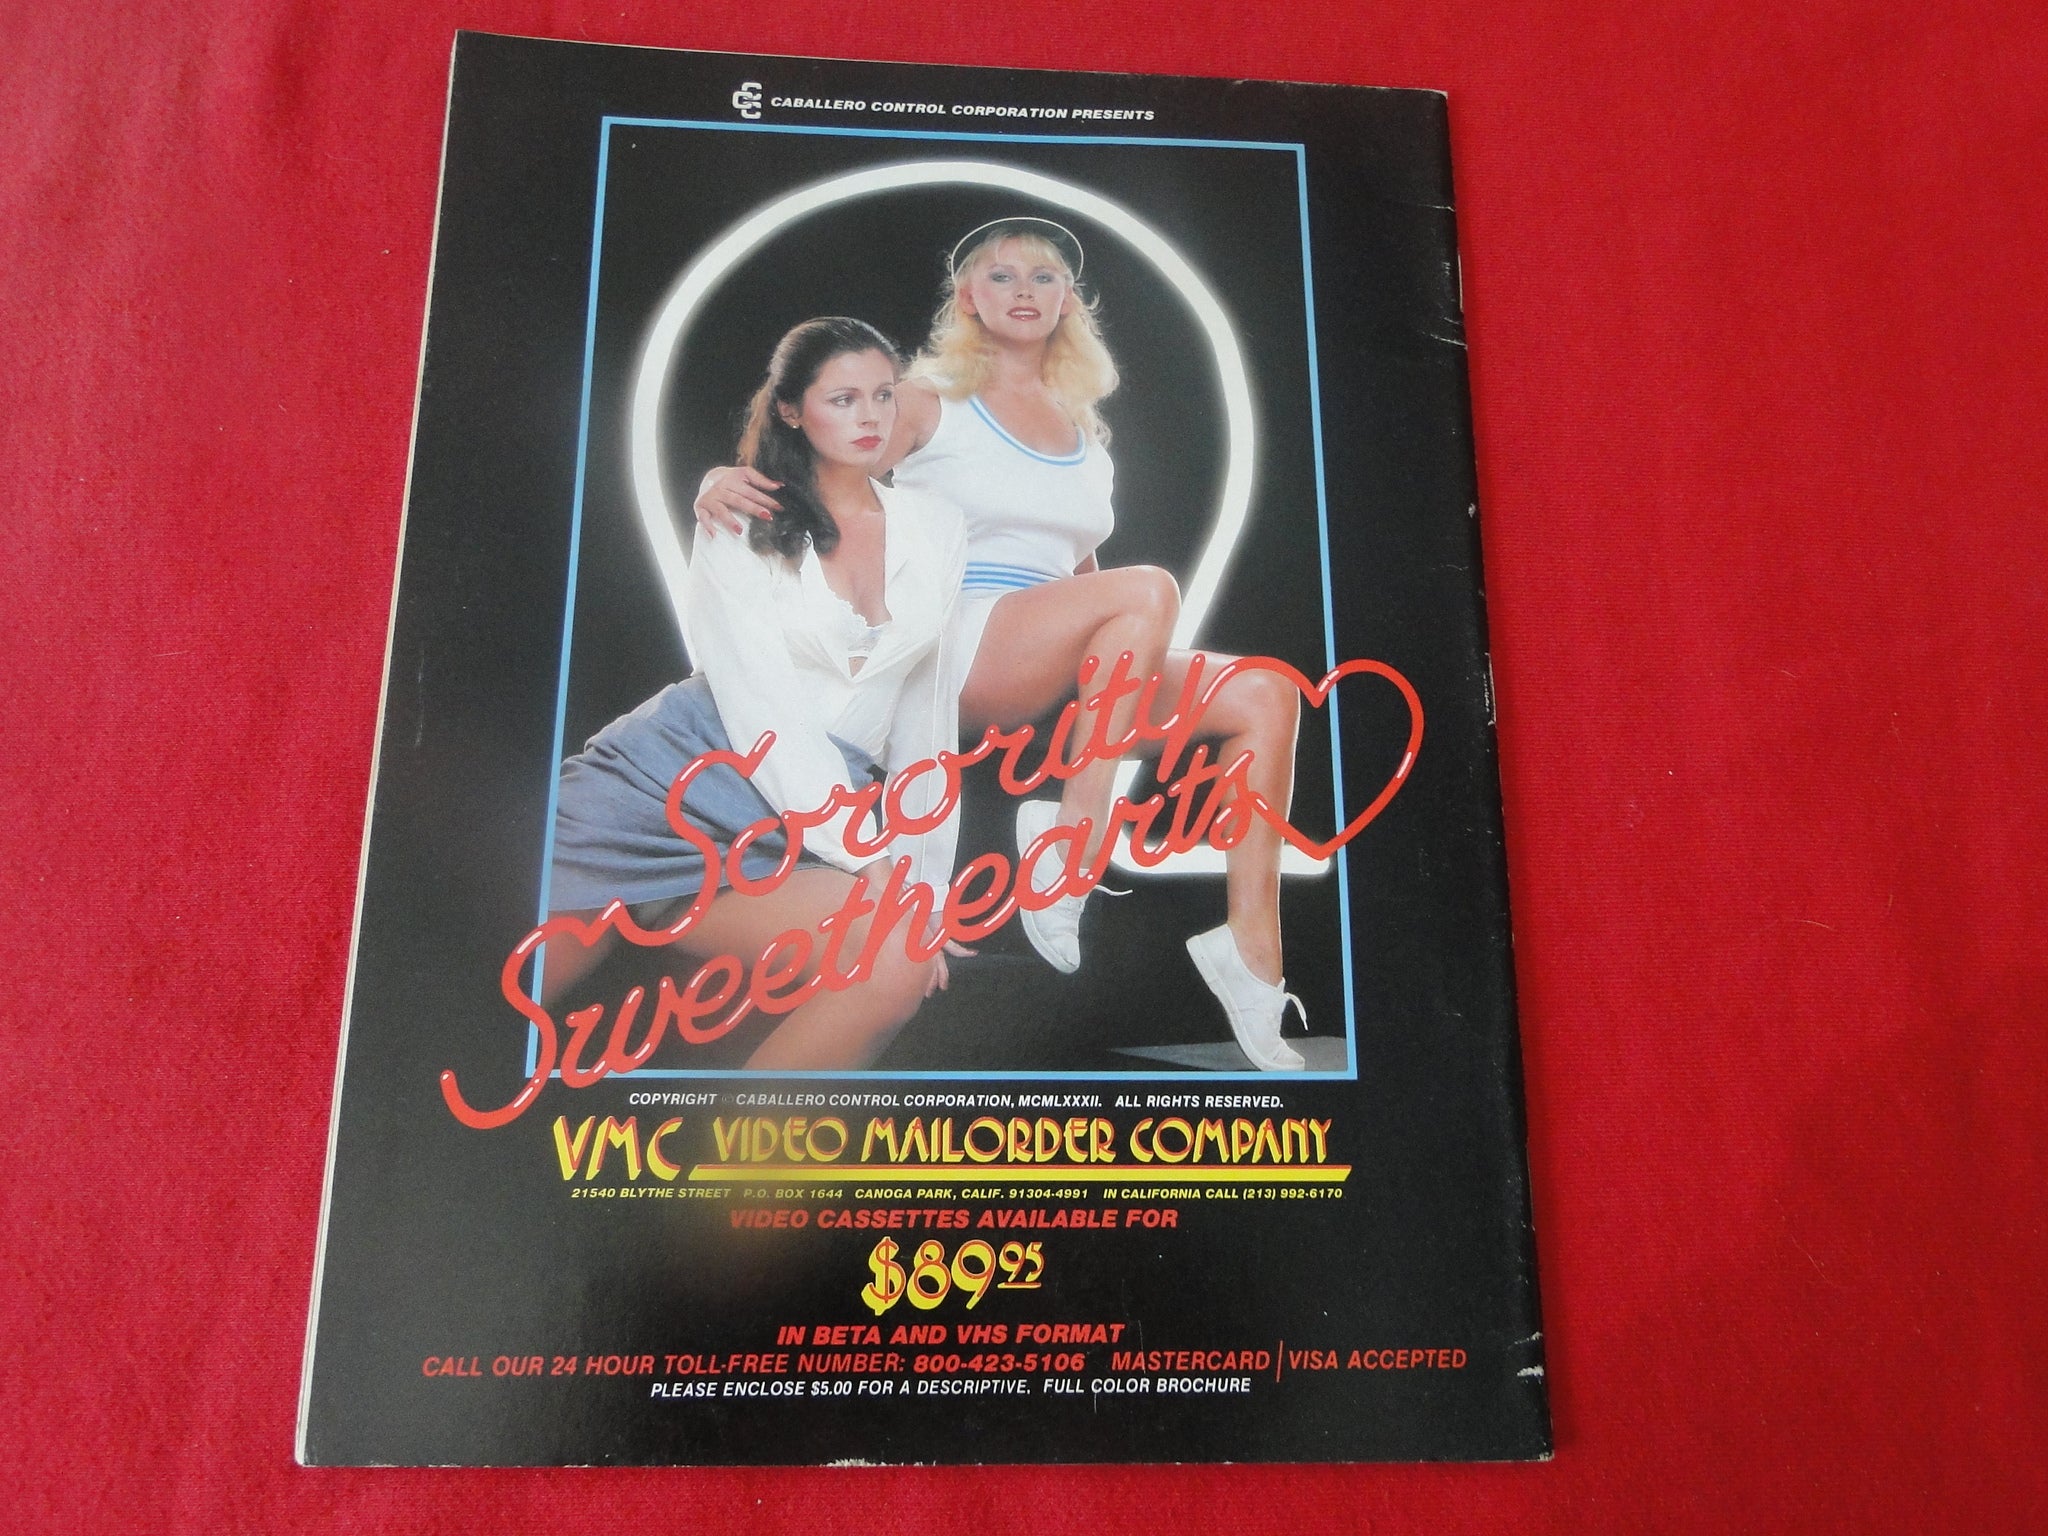 CCC CABALLERO CONTROL CORPORATION PRESENTS
Sorority
Sweethearts
COPYRIGHT © CABALLERO CONTROL CORPORATION, MCMLXXXII. ALL RIGHTS RESERVED.
VMC VIDEO MAILORDER COMPANY
21540 BLYTHE STREET P.O. BOX 1644 CANOGA PARK, CALIF. 91304-4991 IN CALIFORNIA CALL (213) 992-6170
VIDEO CASSETTES AVAILABLE FOR
$89.95
IN BETA AND VHS FORMAT
CALL OUR 24 HOUR TOLL-FREE NUMBER: 800-423-5106 MASTERCARD | VISA ACCEPTED
PLEASE ENCLOSE $5.00 FOR A DESCRIPTIVE, FULL COLOR BROCHURE